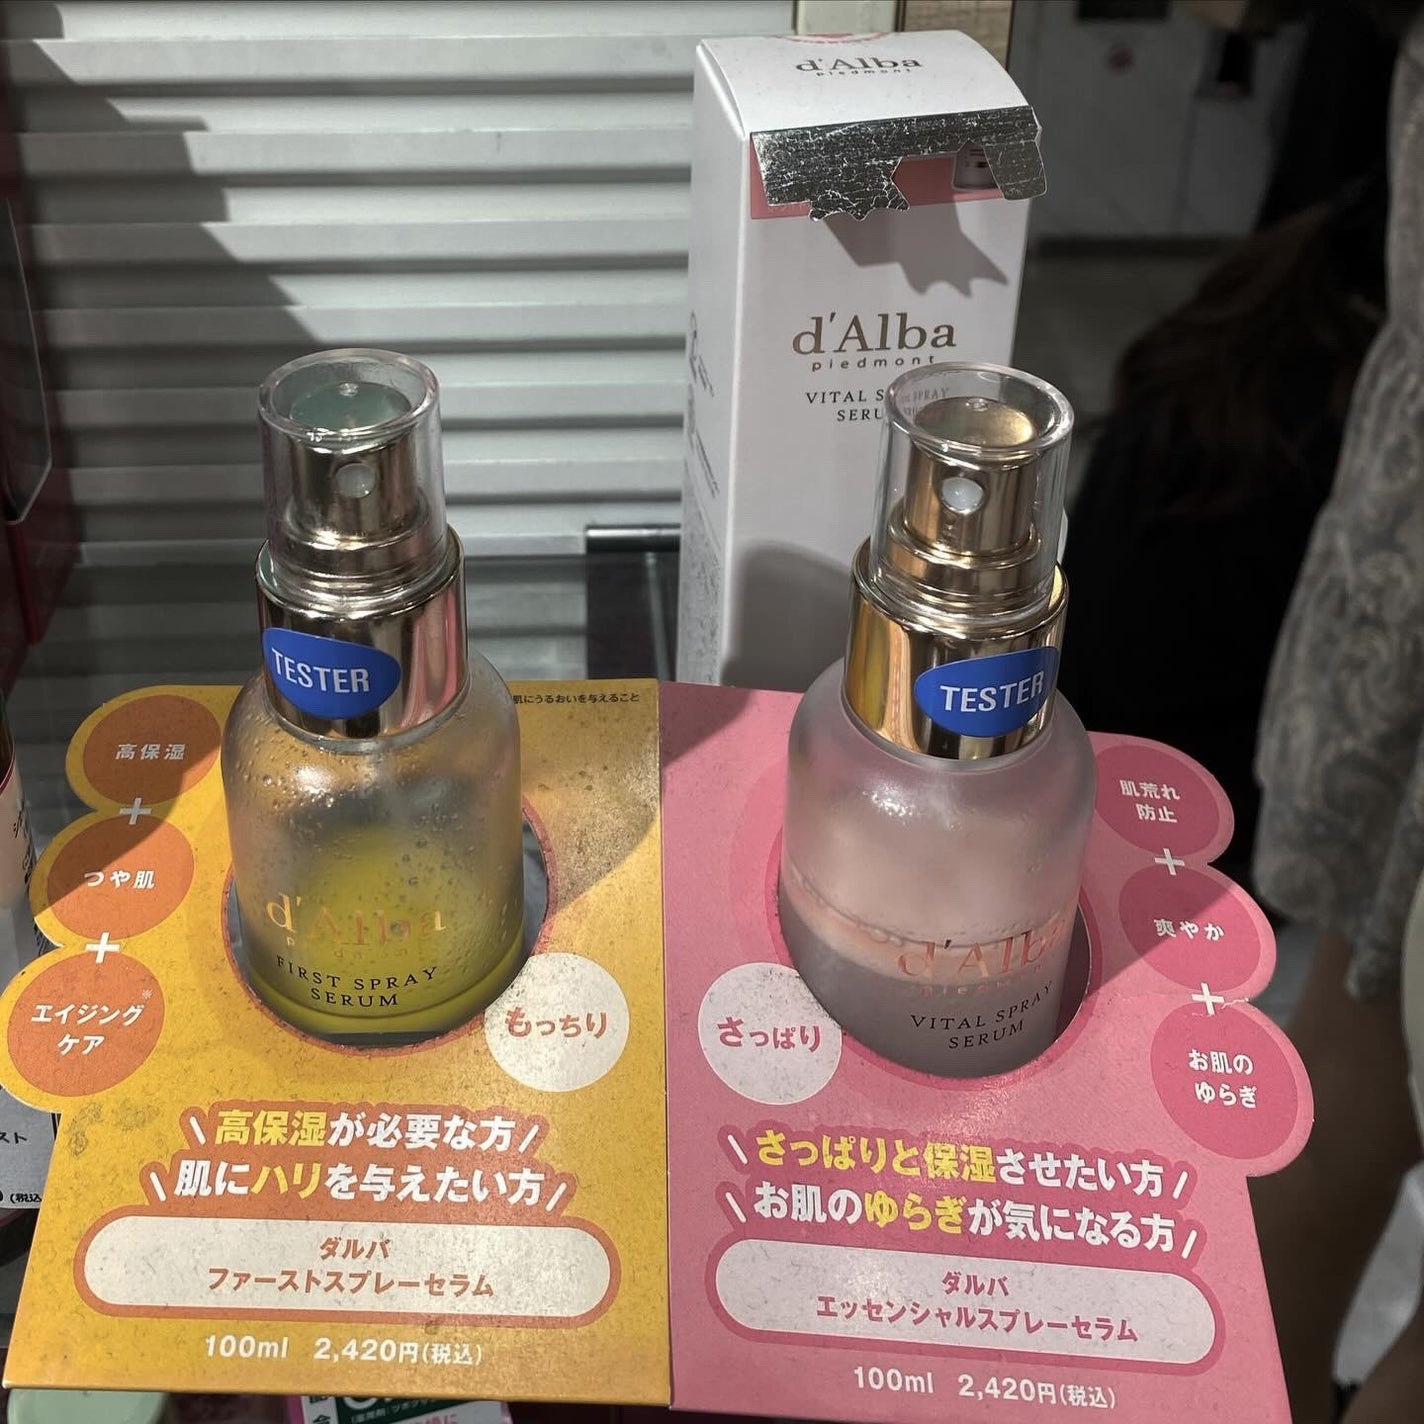 d'Alba
piedmont
d'Alba
piedmont
VITAL SPRAY
SERUM
TESTER
TESTER
肌にうるおいを与えること
高保湿
+
つや肌
+
エイジング※
ケア
d'Alba
piedmont
FIRST SPRAY
SERUM
もっちり
\ 高保湿が必要な方 /
\ 肌にハリを与えたい方 /
ダルバ
ファーストスプレーセラム
100ml 2,420円(税込)
肌荒れ
防止
+
爽やか
+
お肌の
ゆらぎ
d'Alba
piedmont
VITAL SPRAY
SERUM
さっぱり
\ さっぱりと保湿させたい方 /
\ お肌のゆらぎが気になる方 /
ダルバ
エッセンシャルスプレーセラム
100ml 2,420円(税込)
スト
(税込